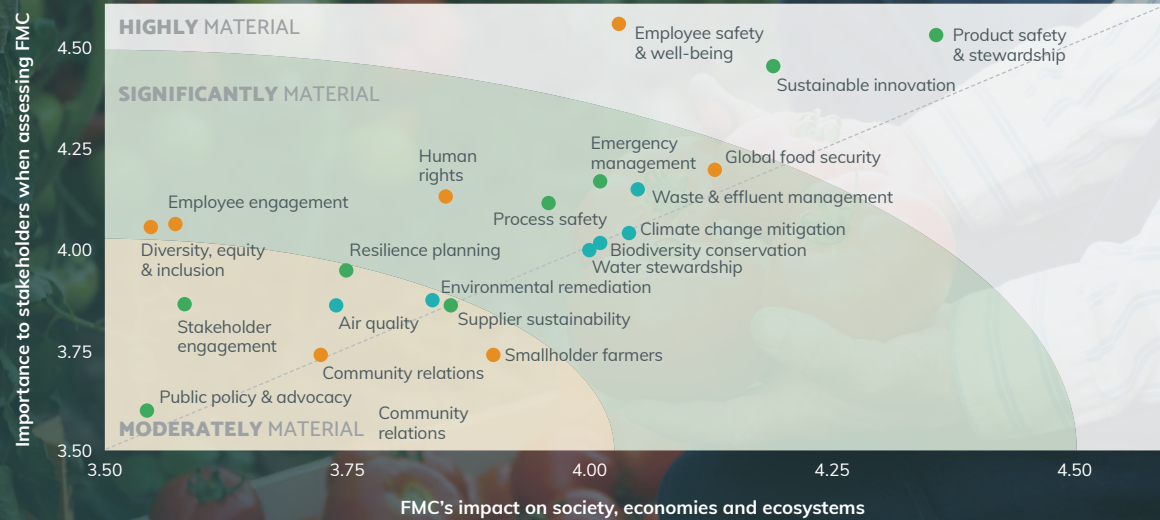 Importance to stakeholders when assessing FMC
HIGHLY MATERIAL
Employee safety
& well-being
Product safety
& stewardship
4.50
Sustainable innovation
SIGNIFICANTLY MATERIAL
4.25
Human
rights
Emergency
management
Global food security
Waste & effluent management
Employee engagement
Process safety
Climate change mitigation
4.00
Diversity, equity
& inclusion
Resilience planning
Biodiversity conservation
Water stewardship
Environmental remediation
Stakeholder
engagement
Air quality
Supplier sustainability
3.75
Smallholder farmers
Community relations
Public policy & advocacy
Community
relations
MODERATELY MATERIAL
3.50
3.50
3.75
4.00
4.25
4.50
FMC's impact on society, economies and ecosystems